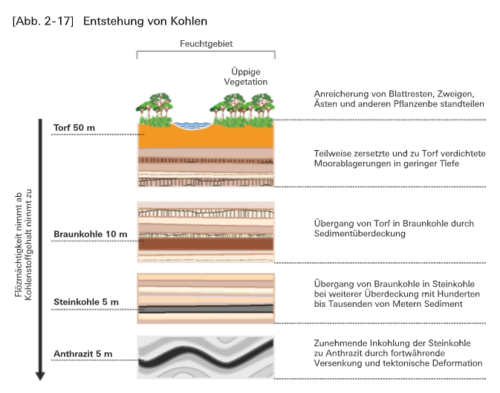 [Abb. 2-17] Entstehung von Kohlen
Feuchtgebiet
Üppige
Vegetation
Anreicherung von Blattresten, Zweigen,
Ästen und anderen Pflanzenbe standteilen
Torf 50 m
Teilweise zersetzte und zu Torf verdichtete
Moorablagerungen in geringer Tiefe
Flözmächtigkeit nimmt ab
Kohlenstoffgehalt nimmt zu
Braunkohle 10 m
Übergang von Torf in Braunkohle durch
Sedimentüberdeckung
Steinkohle 5 m
Übergang von Braunkohle in Steinkohle
bei weiterer Überdeckung mit Hunderten
bis Tausenden von Metern Sediment
Anthrazit 5 m
Zunehmende Inkohlung der Steinkohle
zu Anthrazit durch fortwährende
Versenkung und tektonische Deformation